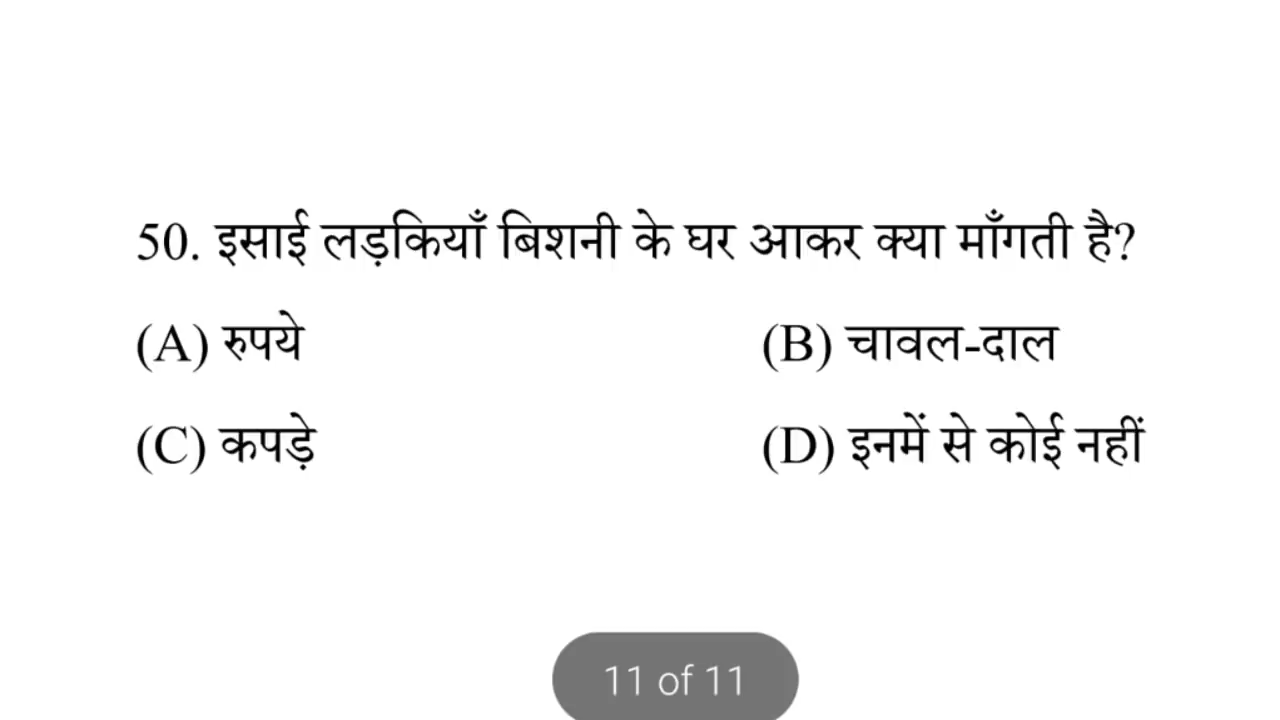 50. इसाई लड़कियाँ बिशनी के घर आकर क्या माँगती है?
(A) रुपये (B) चावल-दाल
(C) कपड़े (D) इनमें से कोई नहीं
11 of 11